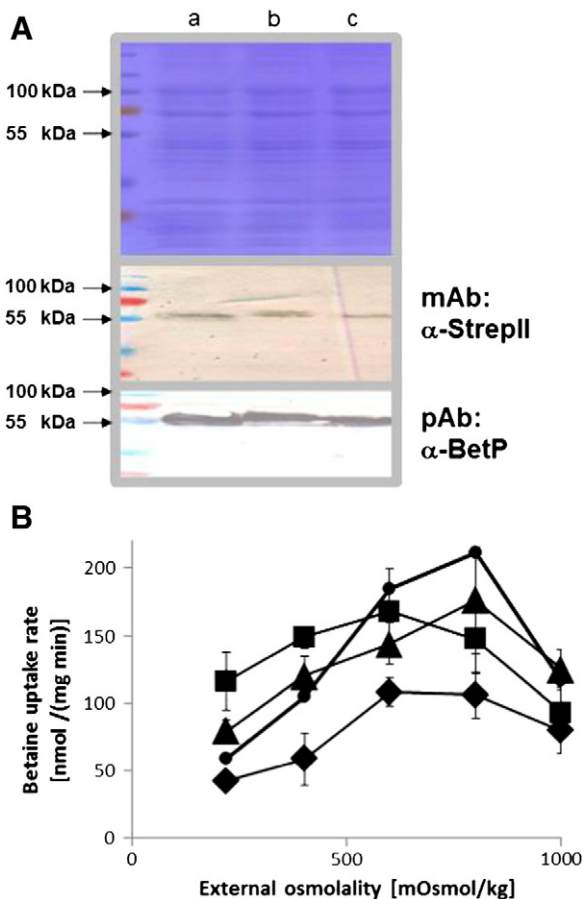 A
a b c
100 kDa
55 kDa
100 kDa
55 kDa
mAb:
α-StrepII
100 kDa
55 kDa
pAb:
α-BetP
B
Betaine uptake rate
[nmol /(mg min)]
200
150
100
50
0
0 500 1000
External osmolality [mOsmol/kg]